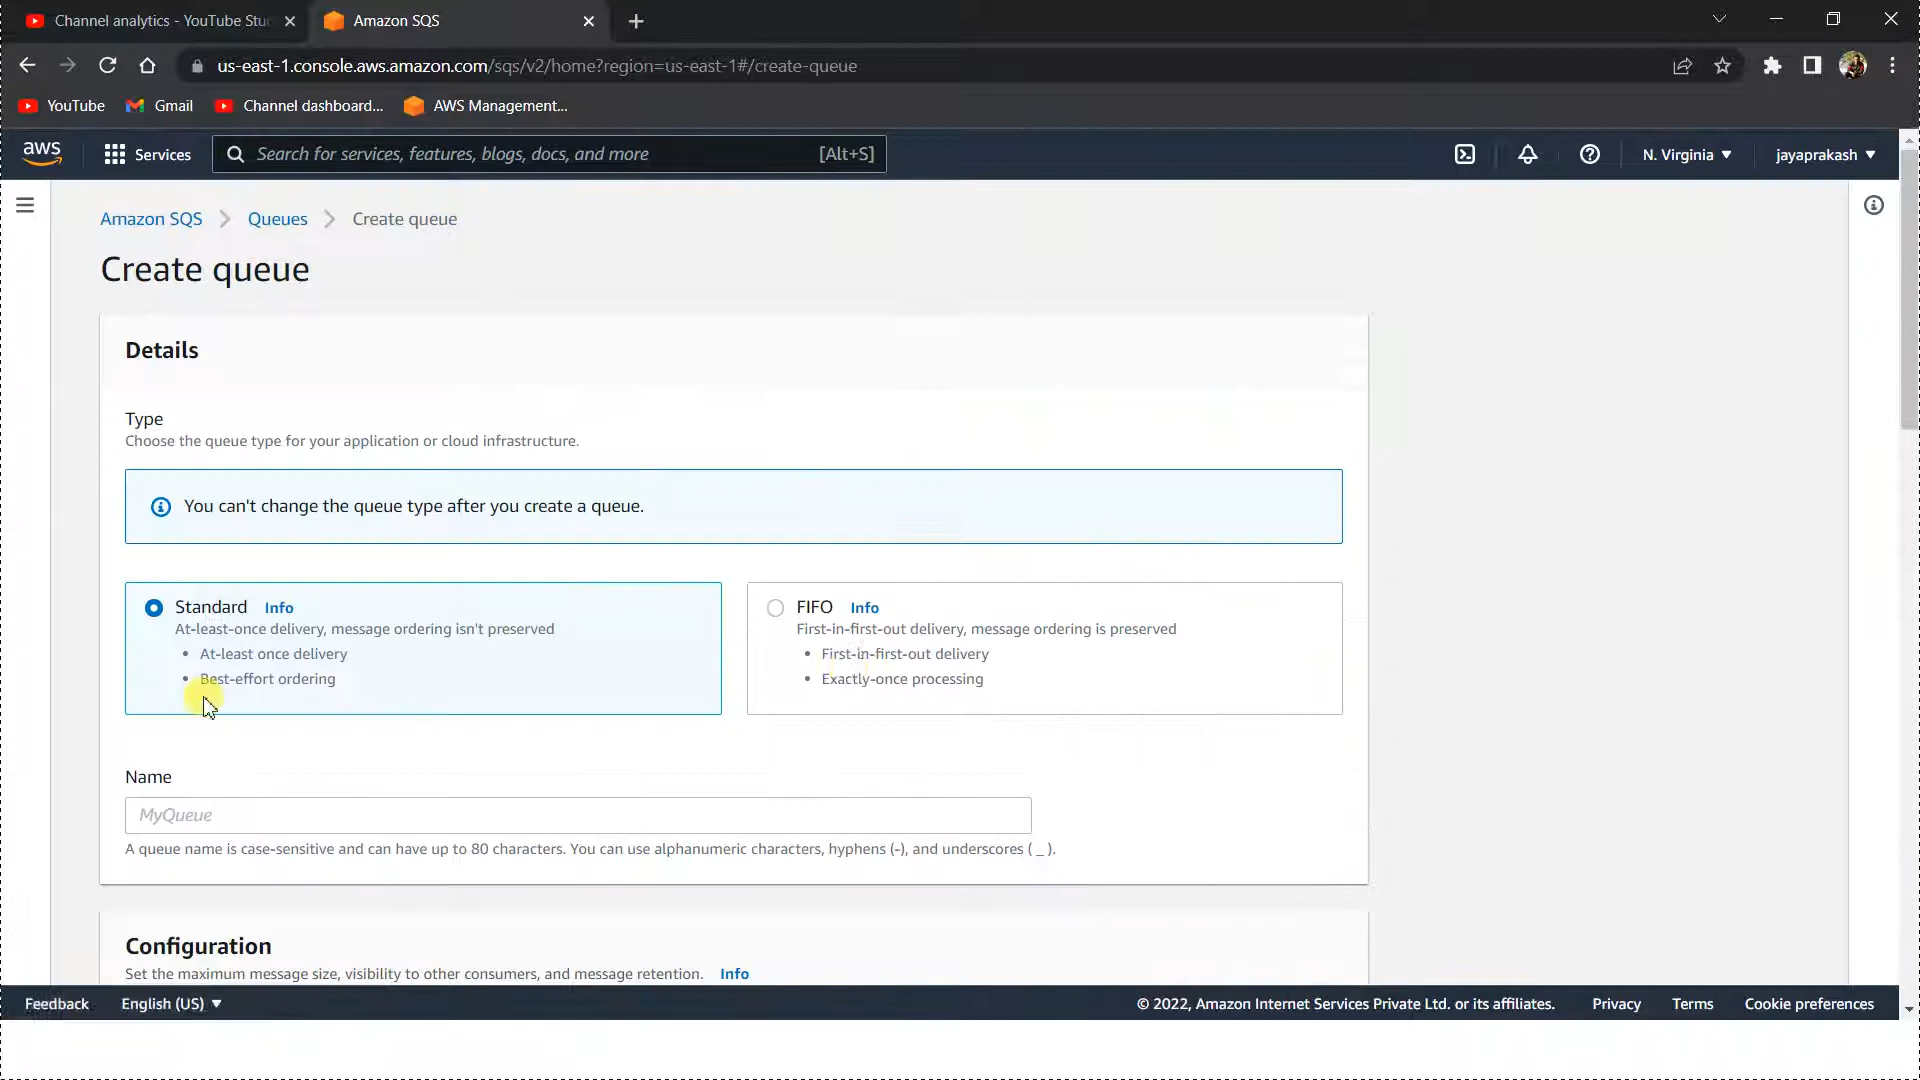 Channel analytics - YouTube Stu
Amazon SQS
us-east-1.console.aws.amazon.com/sqs/v2/home?region=us-east-1#/create-queue
YouTube
Gmail
Channel dashboard...
AWS Management...
aws
Services
Search for services, features, blogs, docs, and more
[Alt+S]
N. Virginia
jayaprakash
Amazon SQS
Queues
Create queue
Create queue
Details
Type
Choose the queue type for your application or cloud infrastructure.
You can't change the queue type after you create a queue.
Standard Info
At-least-once delivery, message ordering isn't preserved
• At-least once delivery
• Best-effort ordering
FIFO Info
First-in-first-out delivery, message ordering is preserved
• First-in-first-out delivery
• Exactly-once processing
Name
MyQueue
A queue name is case-sensitive and can have up to 80 characters. You can use alphanumeric characters, hyphens (-), and underscores ( _ ).
Configuration
Set the maximum message size, visibility to other consumers, and message retention. Info
Feedback
English (US)
© 2022, Amazon Internet Services Private Ltd. or its affiliates.
Privacy
Terms
Cookie preferences